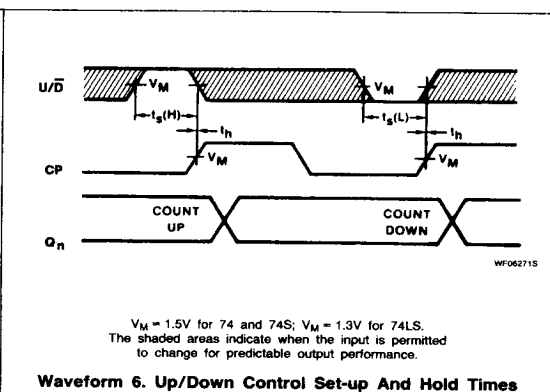 U/D̅
V_M
V_M
t_s(H)
t_s(L)
t_h
t_h
V_M
V_M
CP
COUNT UP
COUNT DOWN
Q_n
WF06271S
V_M = 1.5V for 74 and 74S; V_M = 1.3V for 74LS.
The shaded areas indicate when the input is permitted
to change for predictable output performance.
Waveform 6. Up/Down Control Set-up And Hold Times